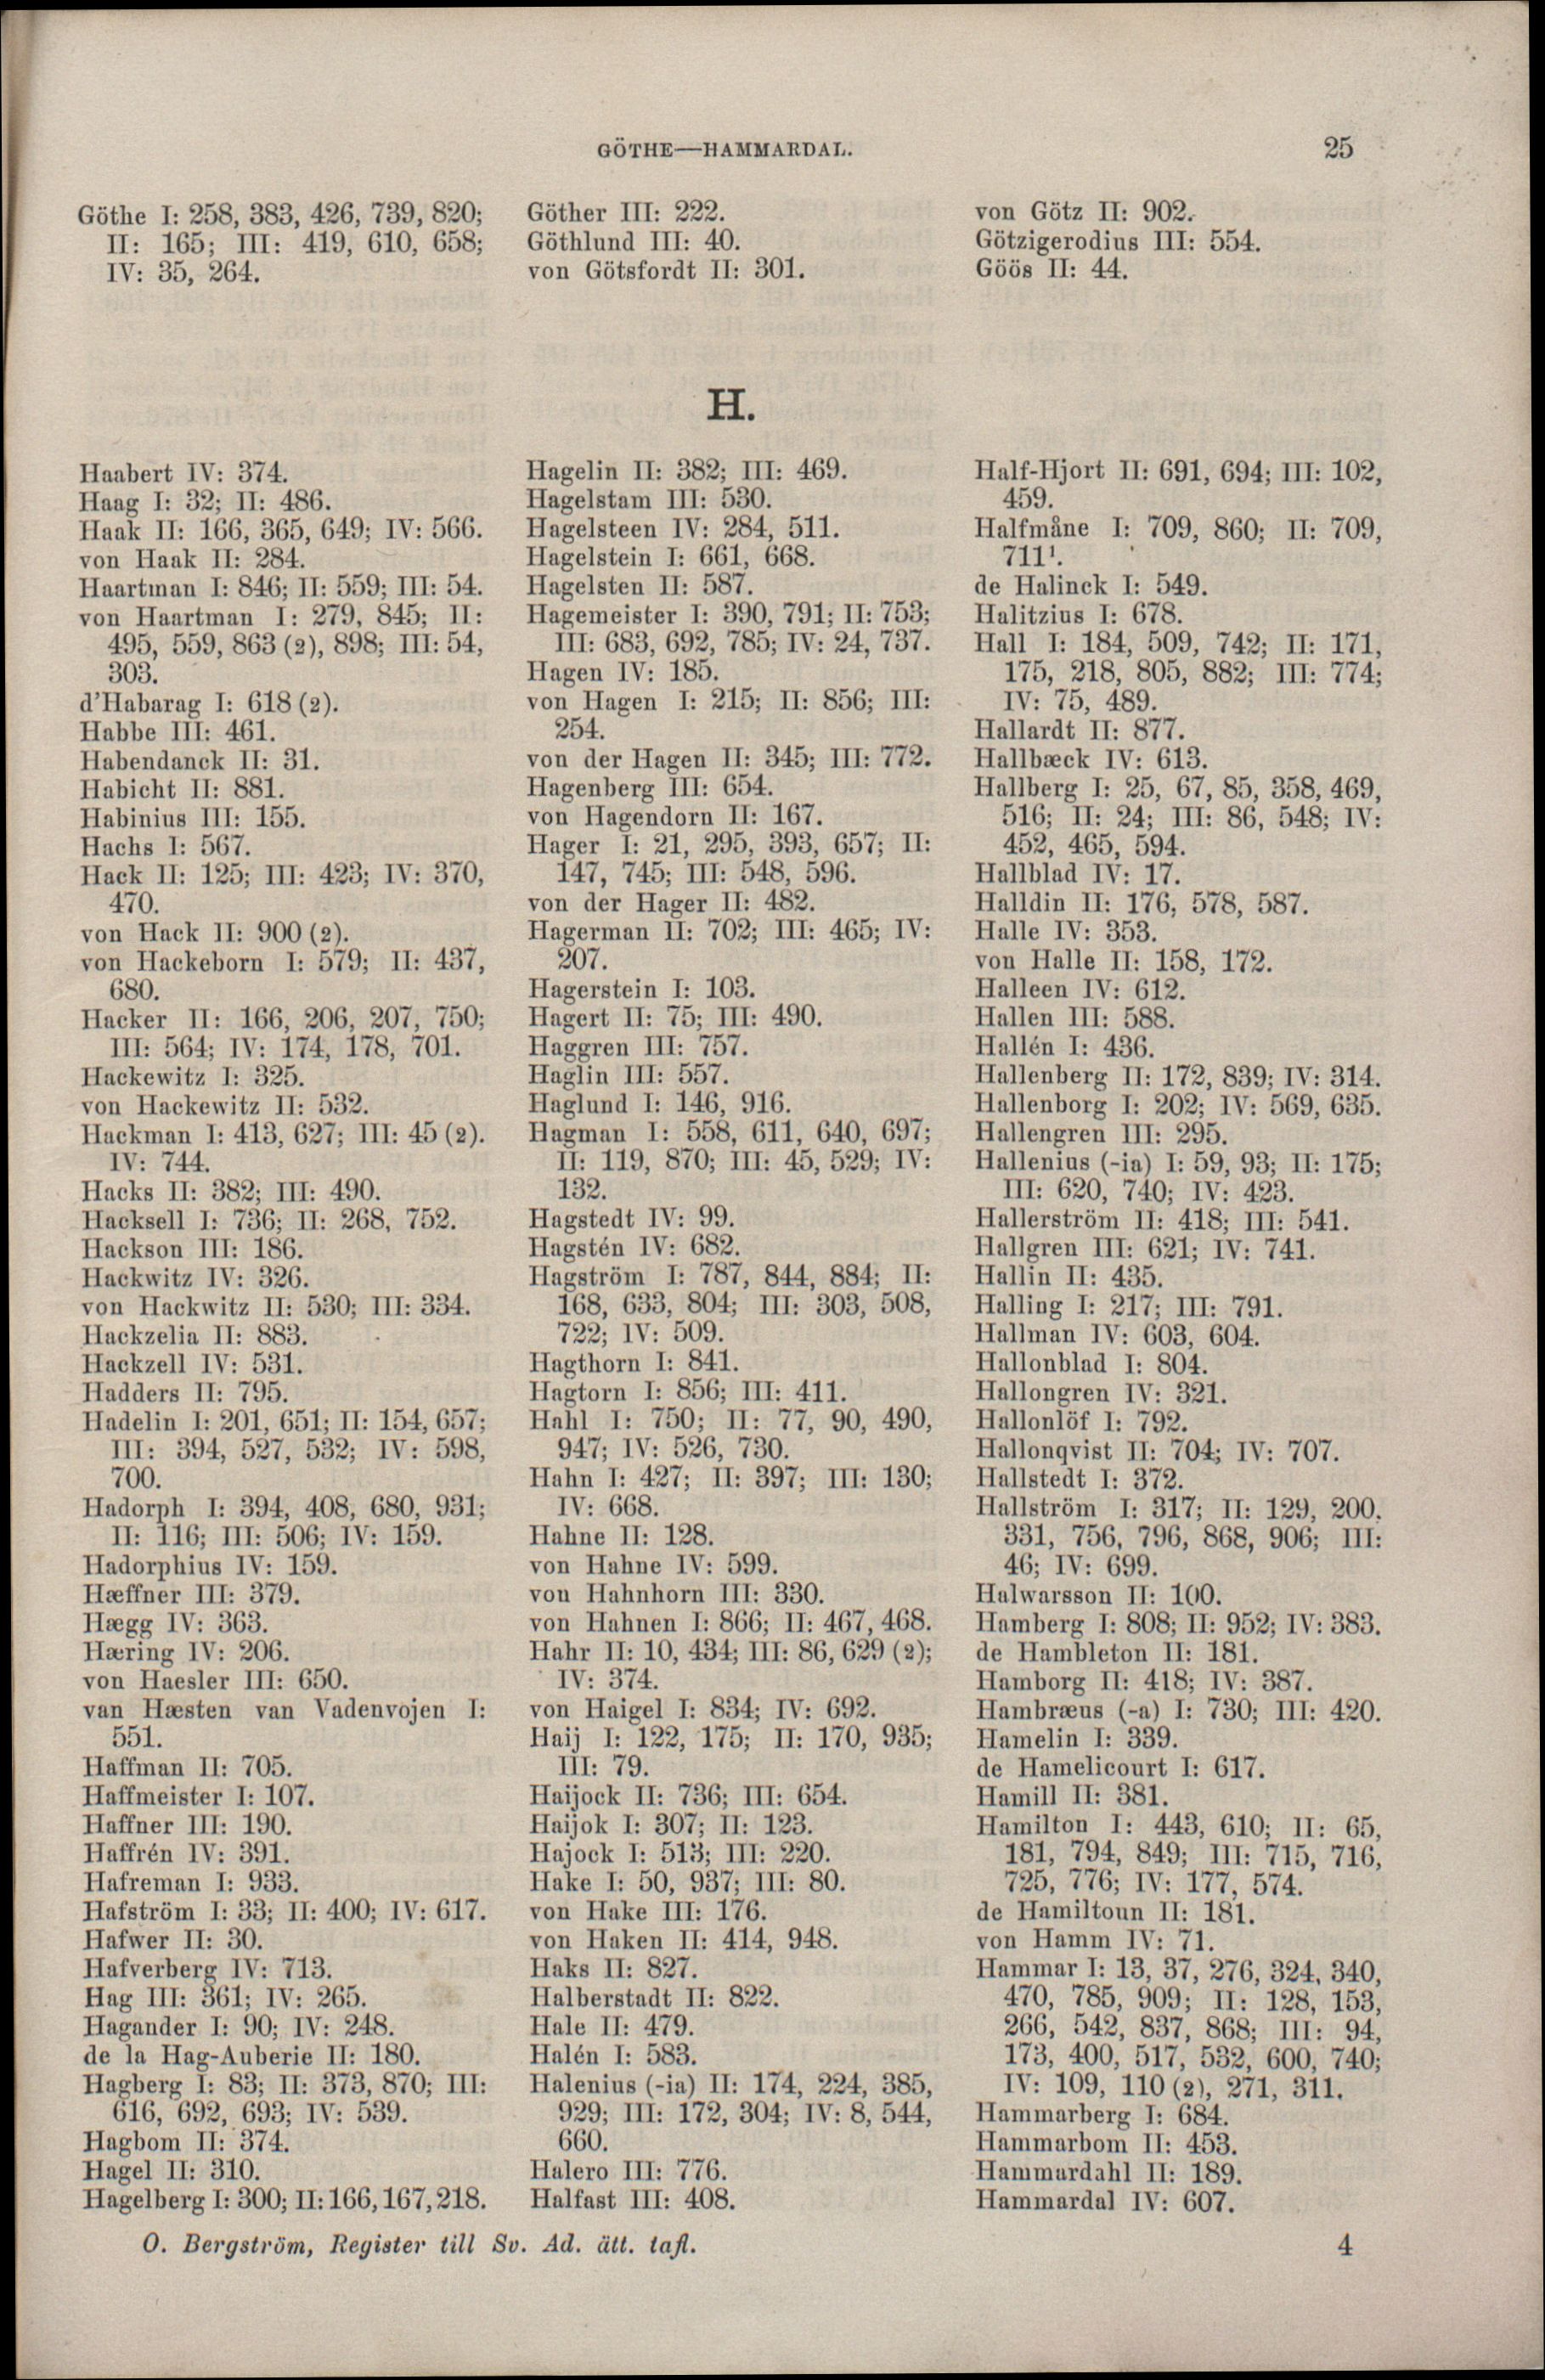 GÖTHE—HAMMARDAL.
25
Göthe I: 258, 383, 426, 739, 820;
II: 165; III: 419, 610, 658;
IV: 35, 264.
Göther III: 222.
Göthlund III: 40.
von Götsfordt II: 301.
von Götz II: 902.
Götzigerodius III: 554.
Göös II: 44.
H.
Haabert IV: 374.
Haag I: 32; II: 486.
Haak II: 166, 365, 649; IV: 566.
von Haak II: 284.
Haartman I: 846; II: 559; III: 54.
von Haartman I: 279, 845; II:
495, 559, 863 (2), 898; III: 54,
303.
d'Habarag I: 618 (2).
Habbe III: 461.
Habendanck II: 31.
Habicht II: 881.
Habinius III: 155.
Hachs I: 567.
Hack II: 125; III: 423; IV: 370,
470.
von Hack II: 900 (2).
von Hackeborn I: 579; II: 437,
680.
Hacker II: 166, 206, 207, 750;
III: 564; IV: 174, 178, 701.
Hackewitz I: 325.
von Hackewitz II: 532.
Hackman I: 413, 627; III: 45 (2).
IV: 744.
Hacks II: 382; III: 490.
Hacksell I: 736; II: 268, 752.
Hackson III: 186.
Hackwitz IV: 326.
von Hackwitz II: 530; III: 334.
Hackzelia II: 883.
Hackzell IV: 531.
Hadders II: 795.
Hadelin I: 201, 651; II: 154, 657;
III: 394, 527, 532; IV: 598,
700.
Hadorph I: 394, 408, 680, 931;
II: 116; III: 506; IV: 159.
Hadorphius IV: 159.
Hæffner III: 379.
Hægg IV: 363.
Hæring IV: 206.
von Haesler III: 650.
van Hæsten van Vadenvojen I:
551.
Haffman II: 705.
Haffmeister I: 107.
Haffner III: 190.
Haffrén IV: 391.
Hafreman I: 933.
Hafström I: 33; II: 400; IV: 617.
Hafwer II: 30.
Hafverberg IV: 713.
Hag III: 361; IV: 265.
Hagander I: 90; IV: 248.
de la Hag-Auberie II: 180.
Hagberg I: 83; II: 373, 870; III:
616, 692, 693; IV: 539.
Hagbom II: 374.
Hagel II: 310.
Hagelberg I: 300; II: 166, 167, 218.
Hagelin II: 382; III: 469.
Hagelstam III: 530.
Hagelsteen IV: 284, 511.
Hagelstein I: 661, 668.
Hagelsten II: 587.
Hagemeister I: 390, 791; II: 753;
III: 683, 692, 785; IV: 24, 737.
Hagen IV: 185.
von Hagen I: 215; II: 856; III:
254.
von der Hagen II: 345; III: 772.
Hagenberg III: 654.
von Hagendorn II: 167.
Hager I: 21, 295, 393, 657; II:
147, 745; III: 548, 596.
von der Hager II: 482.
Hagerman II: 702; III: 465; IV:
207.
Hagerstein I: 103.
Hagert II: 75; III: 490.
Haggren III: 757.
Haglin III: 557.
Haglund I: 146, 916.
Hagman I: 558, 611, 640, 697;
II: 119, 870; III: 45, 529; IV:
132.
Hagstedt IV: 99.
Hagstén IV: 682.
Hagström I: 787, 844, 884; II:
168, 633, 804; III: 303, 508,
722; IV: 509.
Hagthorn I: 841.
Hagtorn I: 856; III: 411.
Hahl I: 750; II: 77, 90, 490,
947; IV: 526, 730.
Hahn I: 427; II: 397; III: 130;
IV: 668.
Hahne II: 128.
von Hahne IV: 599.
von Hahnhorn III: 330.
von Hahnen I: 866; II: 467, 468.
Hahr II: 10, 434; III: 86, 629 (2);
IV: 374.
von Haigel I: 834; IV: 692.
Haij I: 122, 175; II: 170, 935;
III: 79.
Haijock II: 736; III: 654.
Haijok I: 307; II: 123.
Hajock I: 513; III: 220.
Hake I: 50, 937; III: 80.
von Hake III: 176.
von Haken II: 414, 948.
Haks II: 827.
Halberstadt II: 822.
Hale II: 479.
Halén I: 583.
Halenius (-ia) II: 174, 224, 385,
929; III: 172, 304; IV: 8, 544,
660.
Halero III: 776.
Halfast III: 408.
Half-Hjort II: 691, 694; III: 102,
459.
Halfmåne I: 709, 860; II: 709,
711¹.
de Halinck I: 549.
Halitzius I: 678.
Hall I: 184, 509, 742; II: 171,
175, 218, 805, 882; III: 774;
IV: 75, 489.
Hallardt II: 877.
Hallbæck IV: 613.
Hallberg I: 25, 67, 85, 358, 469,
516; II: 24; III: 86, 548; IV:
452, 465, 594.
Hallblad IV: 17.
Halldin II: 176, 578, 587.
Halle IV: 353.
von Halle II: 158, 172.
Halleen IV: 612.
Hallen III: 588.
Hallén I: 436.
Hallenberg II: 172, 839; IV: 314.
Hallenborg I: 202; IV: 569, 635.
Hallengren III: 295.
Hallenius (-ia) I: 59, 93; II: 175;
III: 620, 740; IV: 423.
Hallerström II: 418; III: 541.
Hallgren III: 621; IV: 741.
Hallin II: 435.
Halling I: 217; III: 791.
Hallman IV: 603, 604.
Hallonblad I: 804.
Hallongren IV: 321.
Hallonlöf I: 792.
Hallonqvist II: 704; IV: 707.
Hallstedt I: 372.
Hallström I: 317; II: 129, 200,
331, 756, 796, 868, 906; III:
46; IV: 699.
Halwarsson II: 100.
Hamberg I: 808; II: 952; IV: 383.
de Hambleton II: 181.
Hamborg II: 418; IV: 387.
Hambræus (-a) I: 730; III: 420.
Hamelin I: 339.
de Hamelicourt I: 617.
Hamill II: 381.
Hamilton I: 443, 610; II: 65,
181, 794, 849; III: 715, 716,
725, 776; IV: 177, 574.
de Hamiltoun II: 181.
von Hamm IV: 71.
Hammar I: 13, 37, 276, 324, 340,
470, 785, 909; II: 128, 153,
266, 542, 837, 868; III: 94,
173, 400, 517, 532, 600, 740;
IV: 109, 110 (2), 271, 311.
Hammarberg I: 684.
Hammarbom II: 453.
Hammardahl II: 189.
Hammardal IV: 607.
O. Bergström, Register till Sv. Ad. ätt. tafl.
4